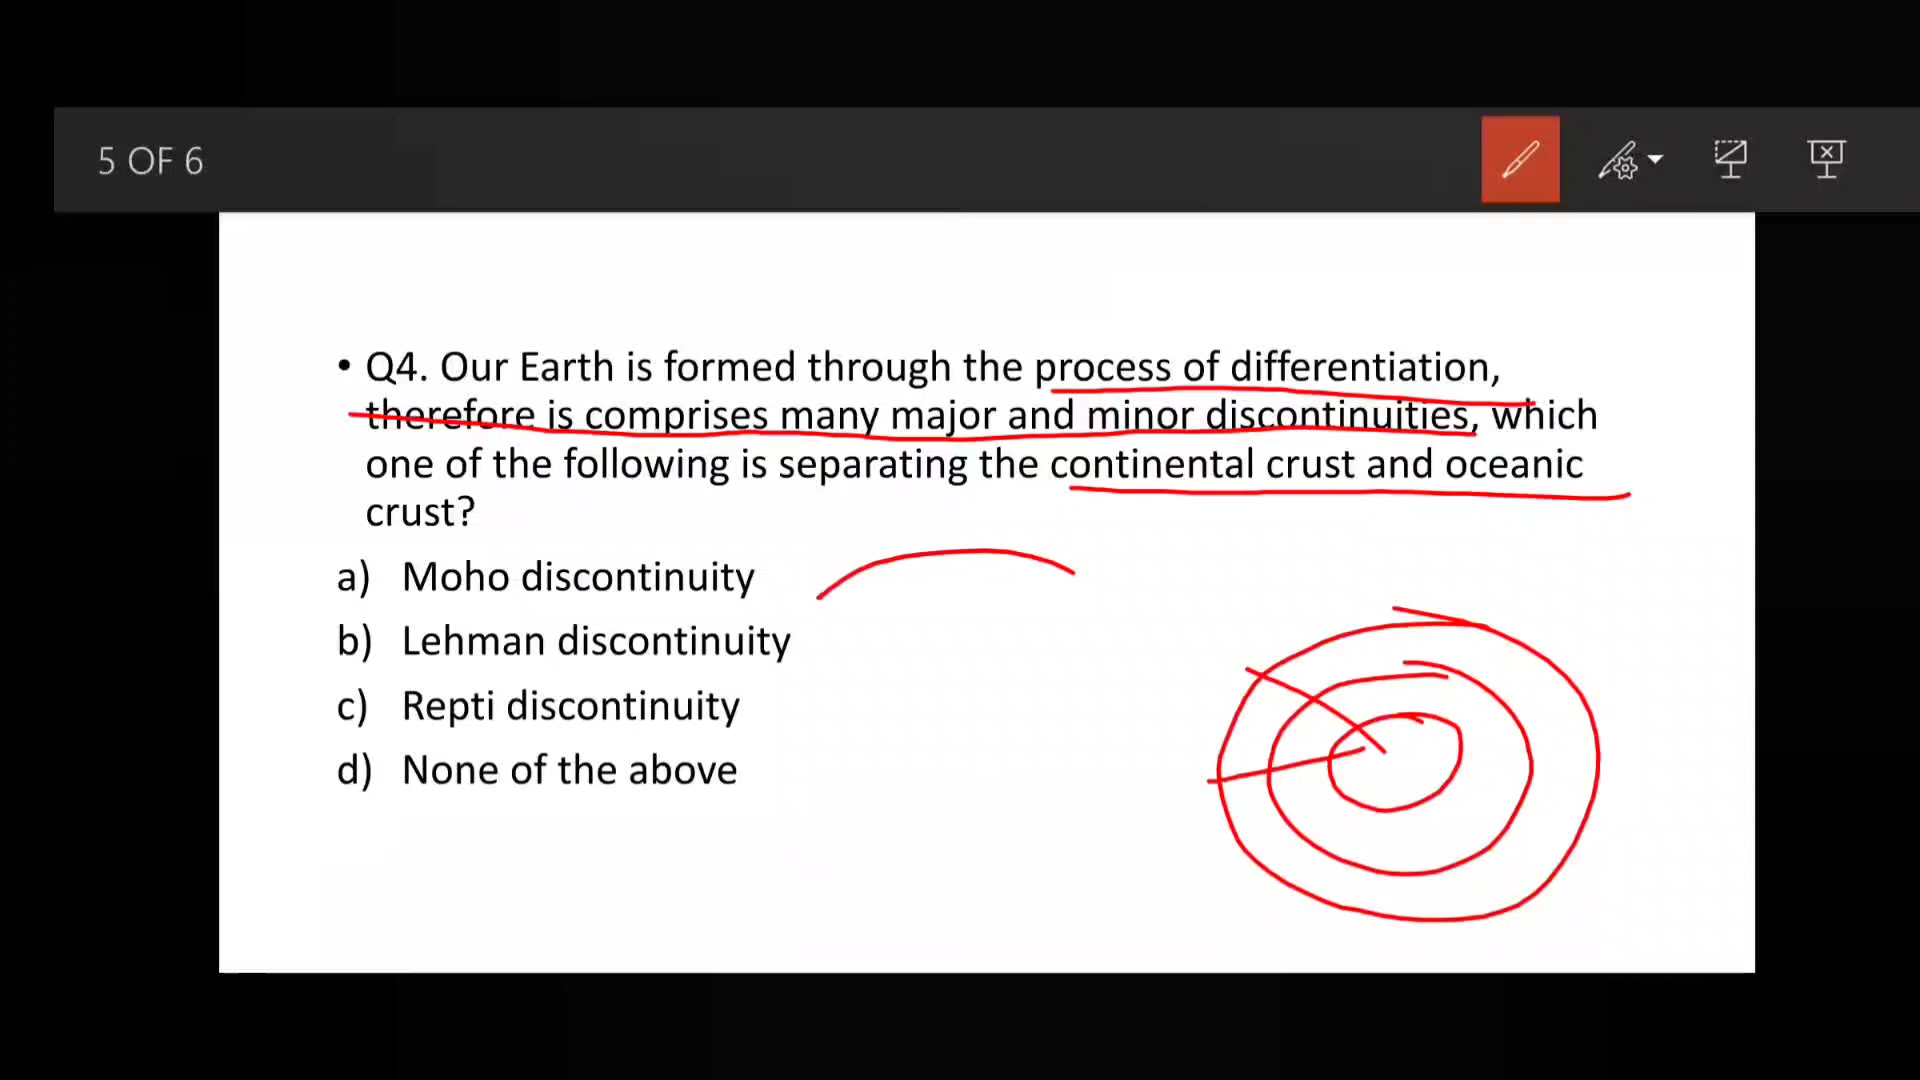 5 OF 6
• Q4. Our Earth is formed through the process of differentiation,
therefore is comprises many major and minor discontinuities, which
one of the following is separating the continental crust and oceanic
crust?
a) Moho discontinuity
b) Lehman discontinuity
c) Repti discontinuity
d) None of the above